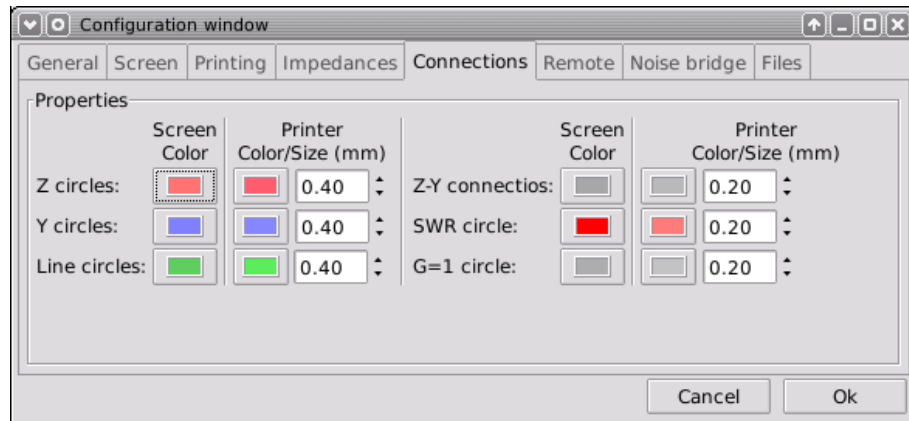 Configuration window
General Screen Printing Impedances Connections Remote Noise bridge Files
Properties
Screen Printer Screen Printer
Color Color/Size (mm) Color Color/Size (mm)
Z circles: 0.40 Z-Y connectios: 0.20
Y circles: 0.40 SWR circle: 0.20
Line circles: 0.40 G=1 circle: 0.20
Cancel Ok